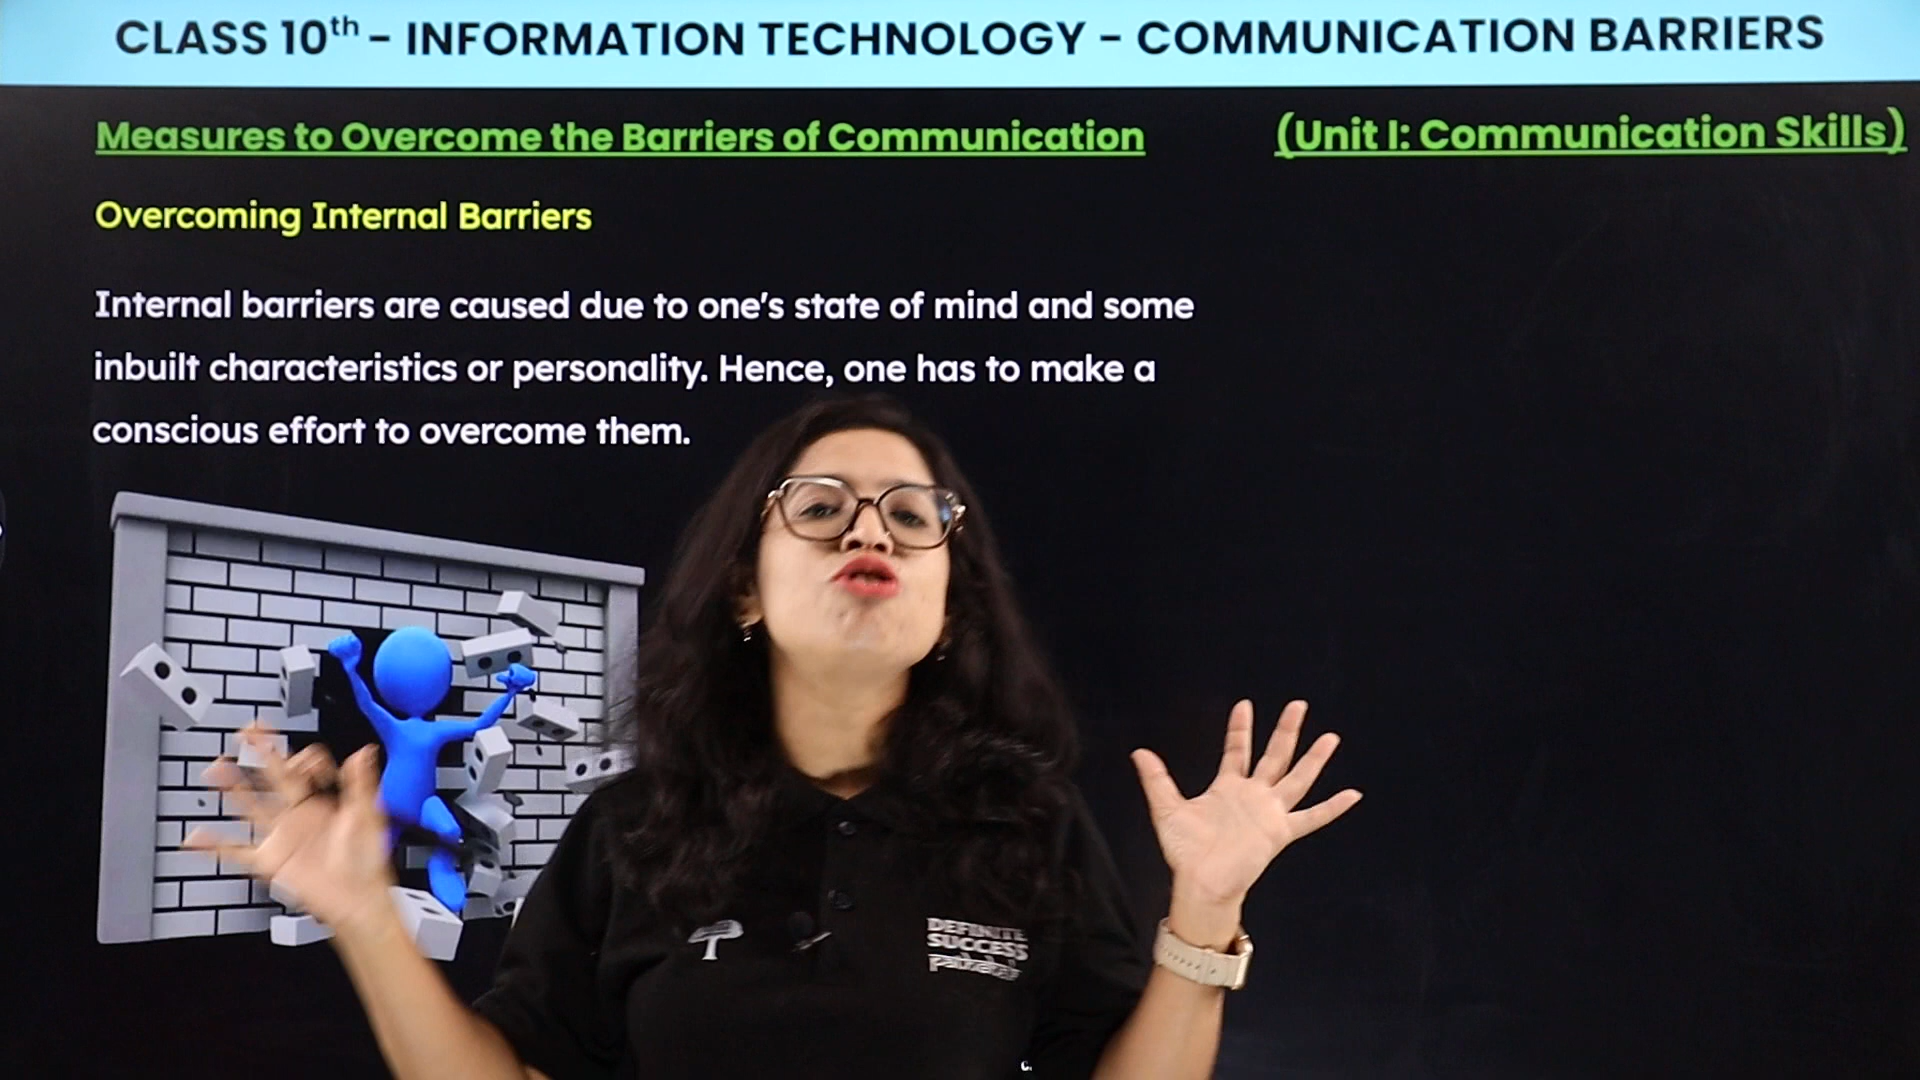 CLASS 10th - INFORMATION TECHNOLOGY - COMMUNICATION BARRIERS
Measures to Overcome the Barriers of Communication (Unit I: Communication Skills)
Overcoming Internal Barriers
Internal barriers are caused due to one's state of mind and some
inbuilt characteristics or personality. Hence, one has to make a
conscious effort to overcome them.
DEFINITE
SUCCESS